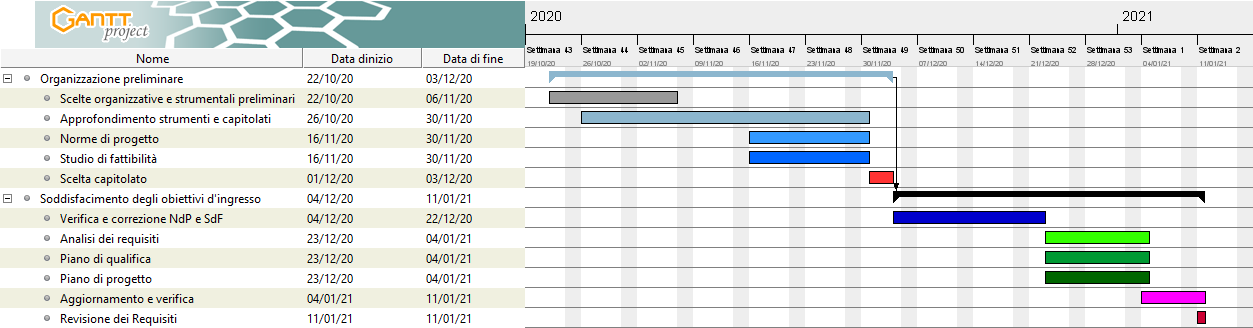 GANTT
project
2020 2021
Settimana 43 Settimana 44 Settimana 45 Settimana 46 Settimana 47 Settimana 48 Settimana 49 Settimana 50 Settimana 51 Settimana 52 Settimana 53 Settimana 1 Settimana 2
Nome Data dinizio Data di fine
19/10/20 26/10/20 02/11/20 09/11/20 16/11/20 23/11/20 30/11/20 07/12/20 14/12/20 21/12/20 28/12/20 04/01/21 11/01/21
Organizzazione preliminare 22/10/20 03/12/20
Scelte organzzative e strumentali preliminari 22/10/20 06/11/20
Approfondimento strumenti e capitolati 26/10/20 30/11/20
Norme di progetto 16/11/20 30/11/20
Studio di fattibilità 16/11/20 30/11/20
Scelta capitolato 01/12/20 03/12/20
Soddisfacimento degli obiettivi d'ingresso 04/12/20 11/01/21
Verifica e correzione NdP e SdF 04/12/20 22/12/20
Analisi dei requisiti 23/12/20 04/01/21
Piano di qualifica 23/12/20 04/01/21
Piano di progetto 23/12/20 04/01/21
Aggiornamento e verifica 04/01/21 11/01/21
Revisione dei Requisiti 11/01/21 11/01/21